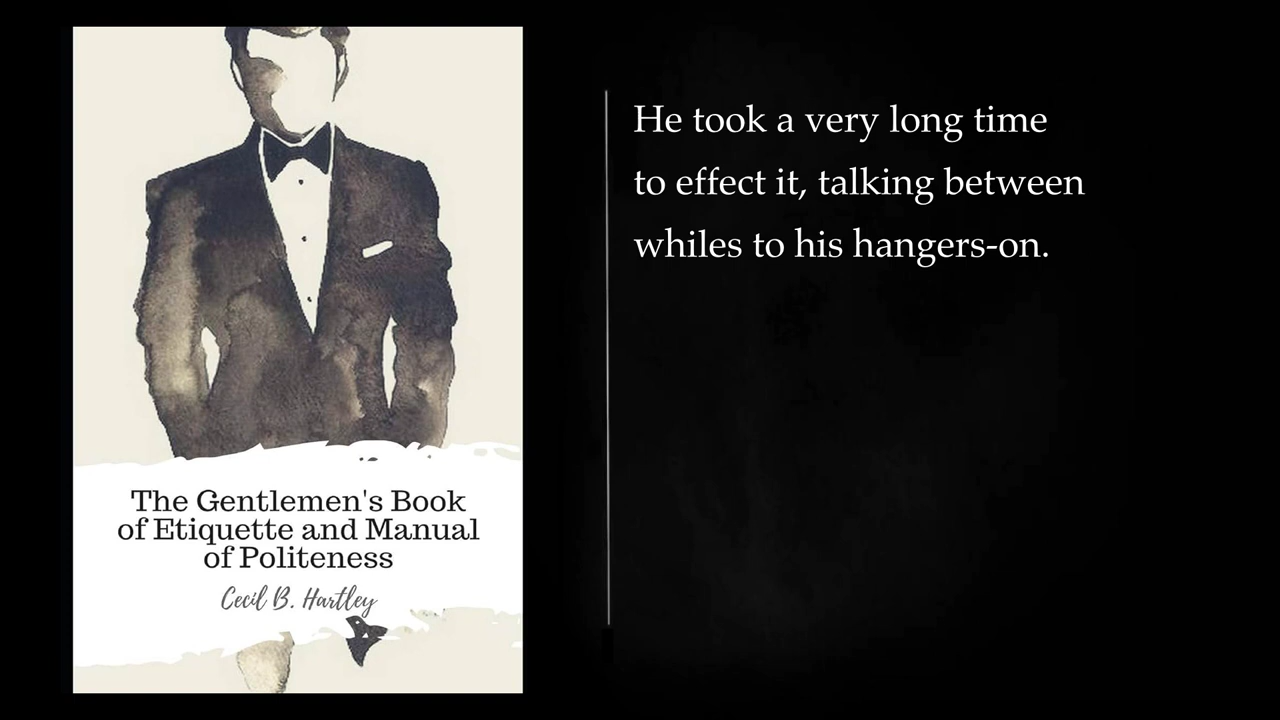 The Gentlemen's Book
of Etiquette and Manual
of Politeness
Cecil B. Hartley
He took a very long time
to effect it, talking between
whiles to his hangers-on.